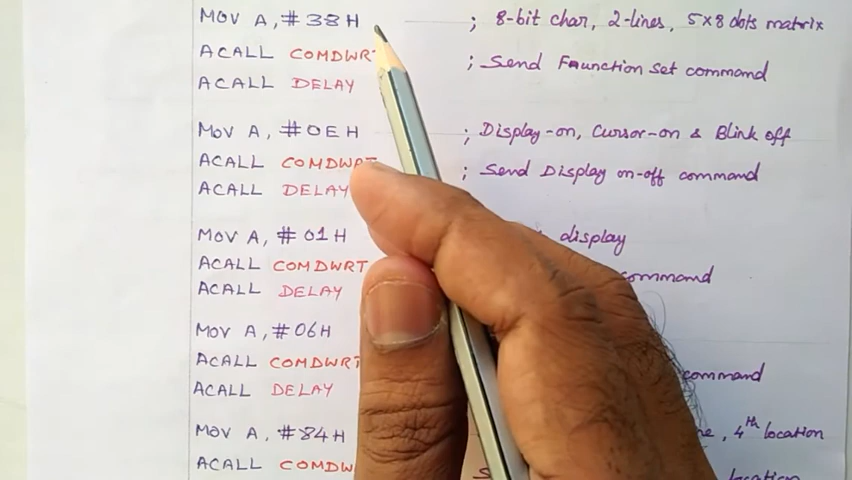 MOV A, #38H ; 8-bit char, 2-lines, 5x8 dots matrix
ACALL COMDWRT ; Send Function Set command
ACALL DELAY
MOV A, #0EH ; Display-on, Cursor-on & Blink off
ACALL COMDWRT ; Send Display on-off command
ACALL DELAY
MOV A, #01H display
ACALL COMDWRT command
ACALL DELAY
MOV A, #06H
ACALL COMDWRT command
ACALL DELAY
MOV A, #84H , 4th location
ACALL location